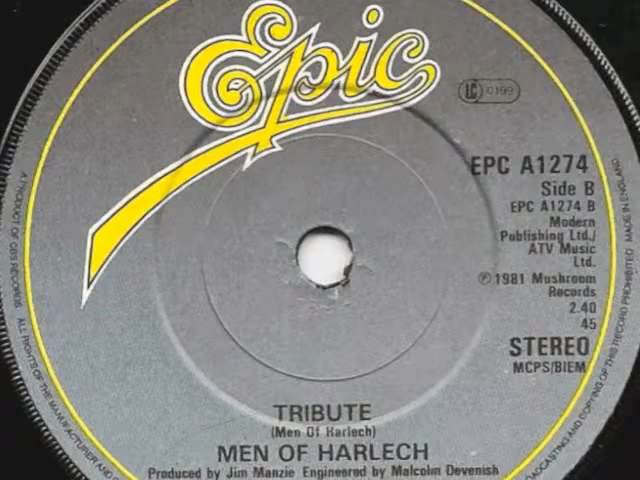 Epic
LC 0199
EPC A1274
Side B
EPC A1274 B
Modern
Publishing Ltd./
ATV Music
Ltd.
℗ 1981 Mushroom
Records
2.40
45
STEREO
MCPS/BIEM
TRIBUTE
(Men Of Harlech)
MEN OF HARLECH
Produced by Jim Manzie Engineered by Malcolm Devenish
A PRODUCT OF CBS RECORDS
ALL RIGHTS OF THE MANUFACTURER AND
BROADCASTING AND COPYING OF THIS RECORD PROHIBITED MADE IN ENGLAND